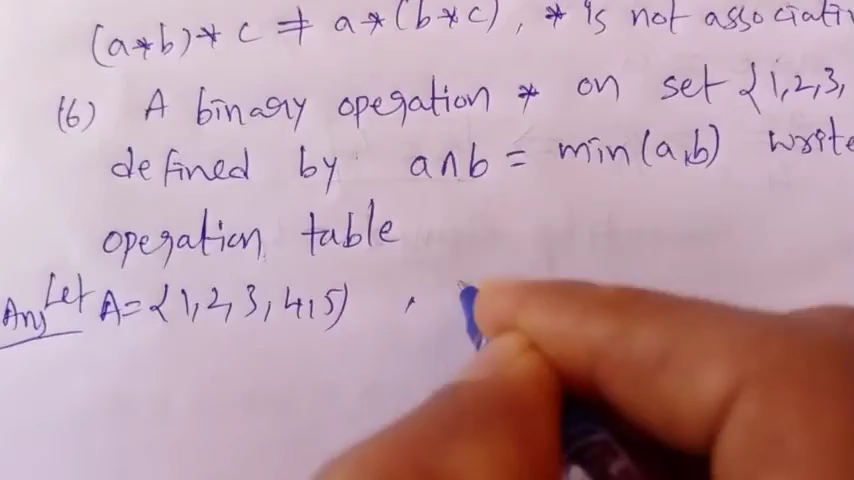 (a*b)*c ≠ a*(b*c), * is not associati
(6) A binary operation * on set {1,2,3,
defined by a∧b = min(a,b) write
operation table
Ans Let A={1,2,3,4,5} ,